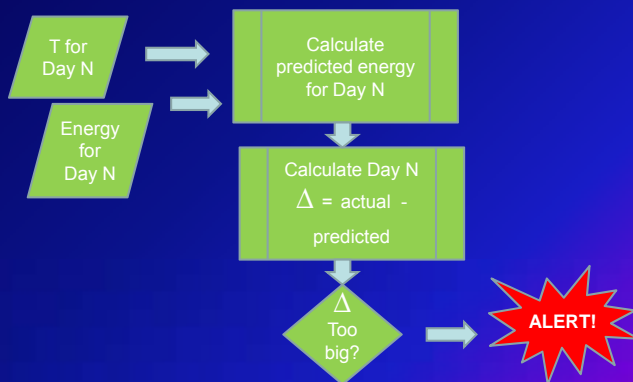 T for
Day N
Calculate
predicted energy
for Day N
Energy
for
Day N
Calculate Day N
Δ = actual -
predicted
Δ
Too
big?
ALERT!